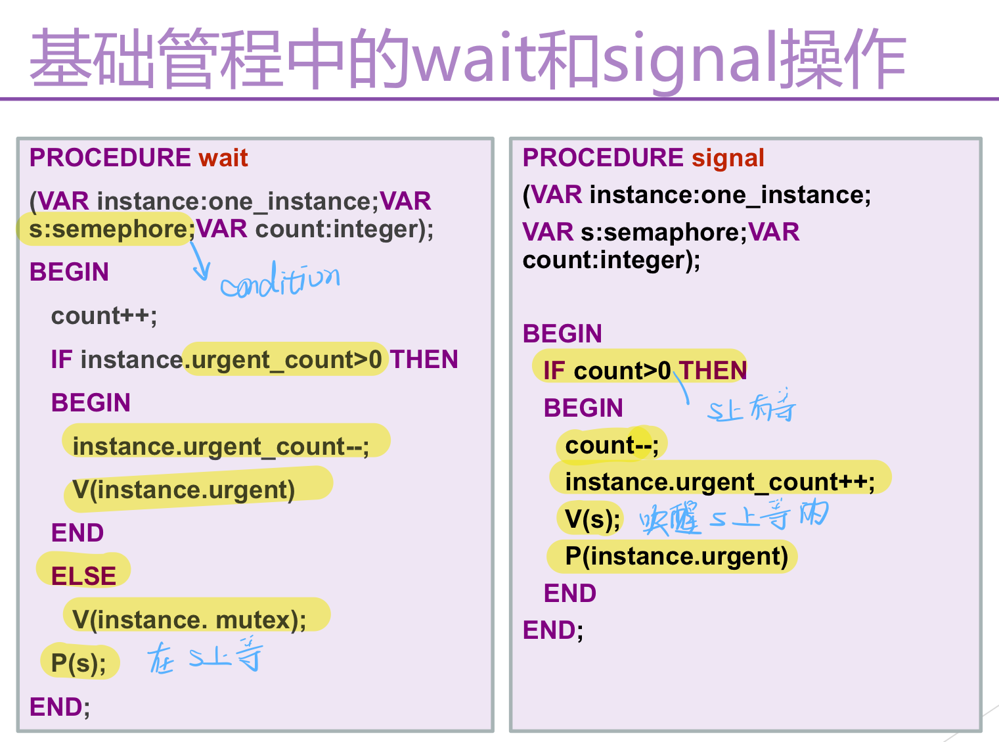 基础管程中的wait和signal操作
PROCEDURE wait
(VAR instance:one_instance;VAR
s:semephore;VAR count:integer);
BEGIN
condition
count++;
IF instance.urgent_count>0 THEN
BEGIN
instance.urgent_count--;
V(instance.urgent)
END
ELSE
V(instance. mutex);
P(s); 在s上等
END;
PROCEDURE signal
(VAR instance:one_instance;
VAR s:semaphore;VAR
count:integer);
BEGIN
IF count>0 THEN
BEGIN
s上有等
count--;
instance.urgent_count++;
V(s); 唤醒s上等的
P(instance.urgent)
END
END;